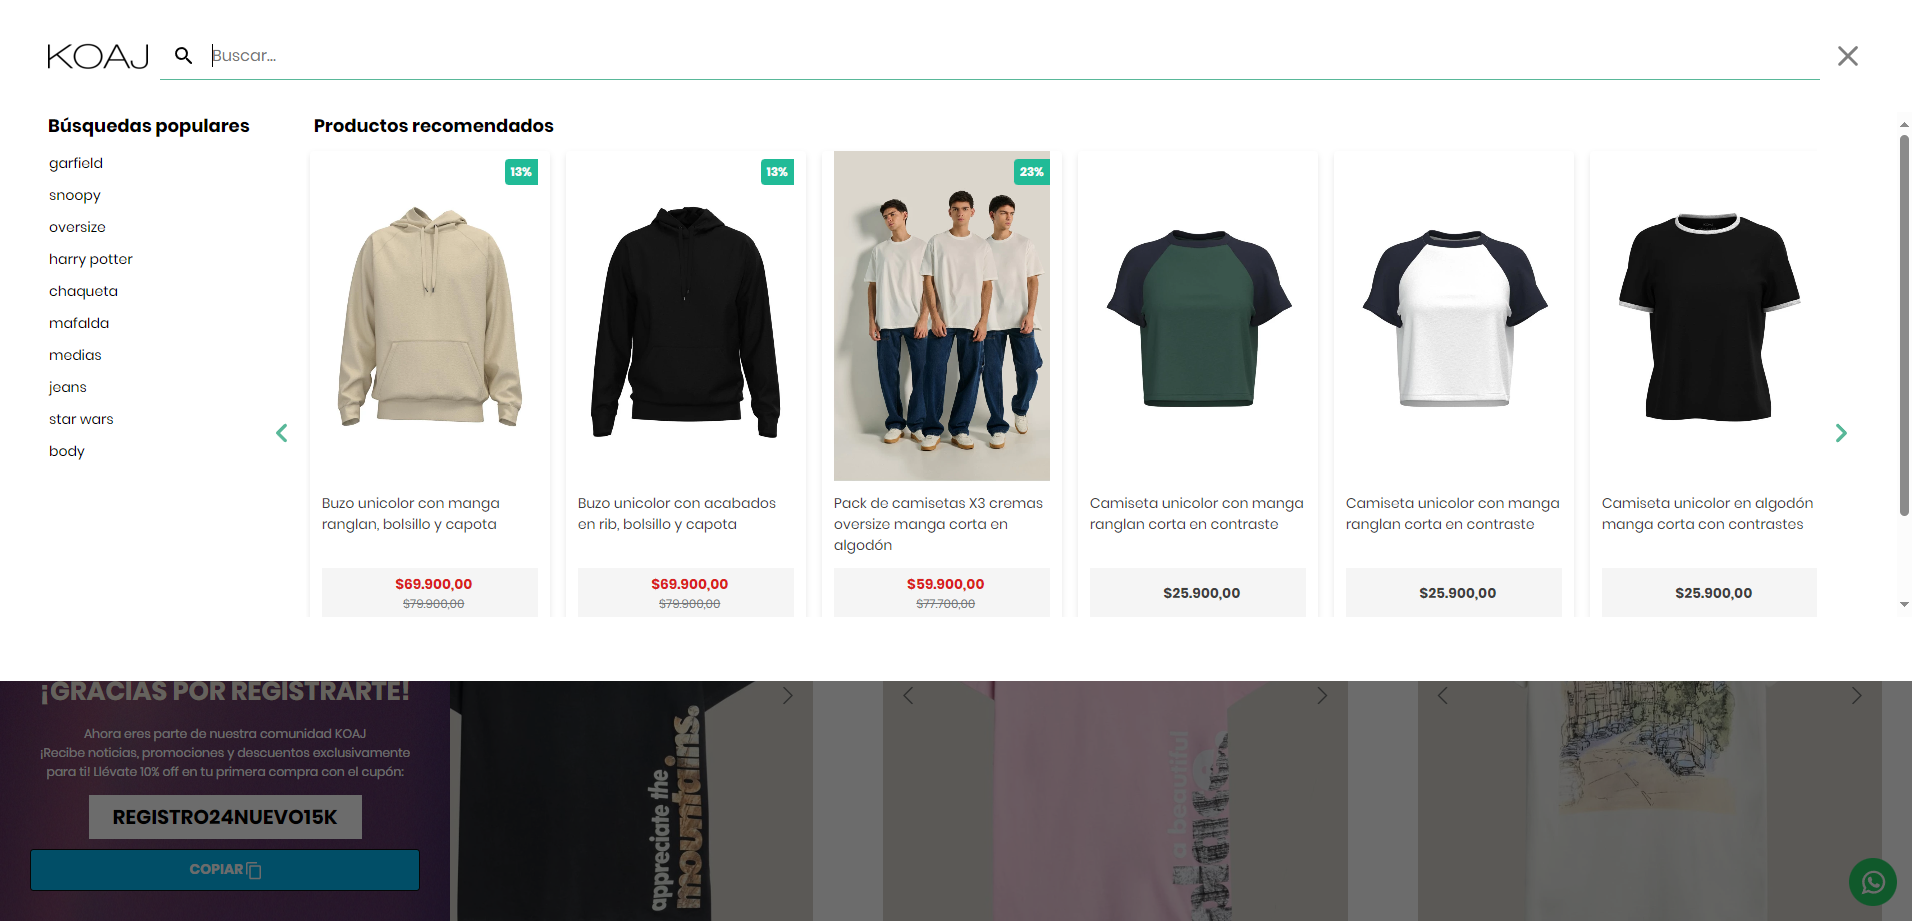 KOAJ
Buscar...
Búsquedas populares
garfield
snoopy
oversize
harry potter
chaqueta
mafalda
medias
jeans
star wars
body
Productos recomendados
13%
13%
23%
Buzo unicolor con manga
ranglan, bolsillo y capota
$69.900,00
$79.900,00
Buzo unicolor con acabados
en rib, bolsillo y capota
$69.900,00
$79.900,00
Pack de camisetas X3 cremas
oversize manga corta en
algodón
$59.900,00
$77.700,00
Camiseta unicolor con manga
ranglan corta en contraste
$25.900,00
Camiseta unicolor con manga
ranglan corta en contraste
$25.900,00
Camiseta unicolor en algodón
manga corta con contrastes
$25.900,00
¡GRACIAS POR REGISTRARTE!
Ahora eres parte de nuestra comunidad KOAJ
¡Recibe noticias, promociones y descuentos exclusivamente
para ti! Llévate 10% off en tu primera compra con el cupón:
REGISTRO24NUEVO15K
COPIAR
appreciate the
mountains.
a beautiful